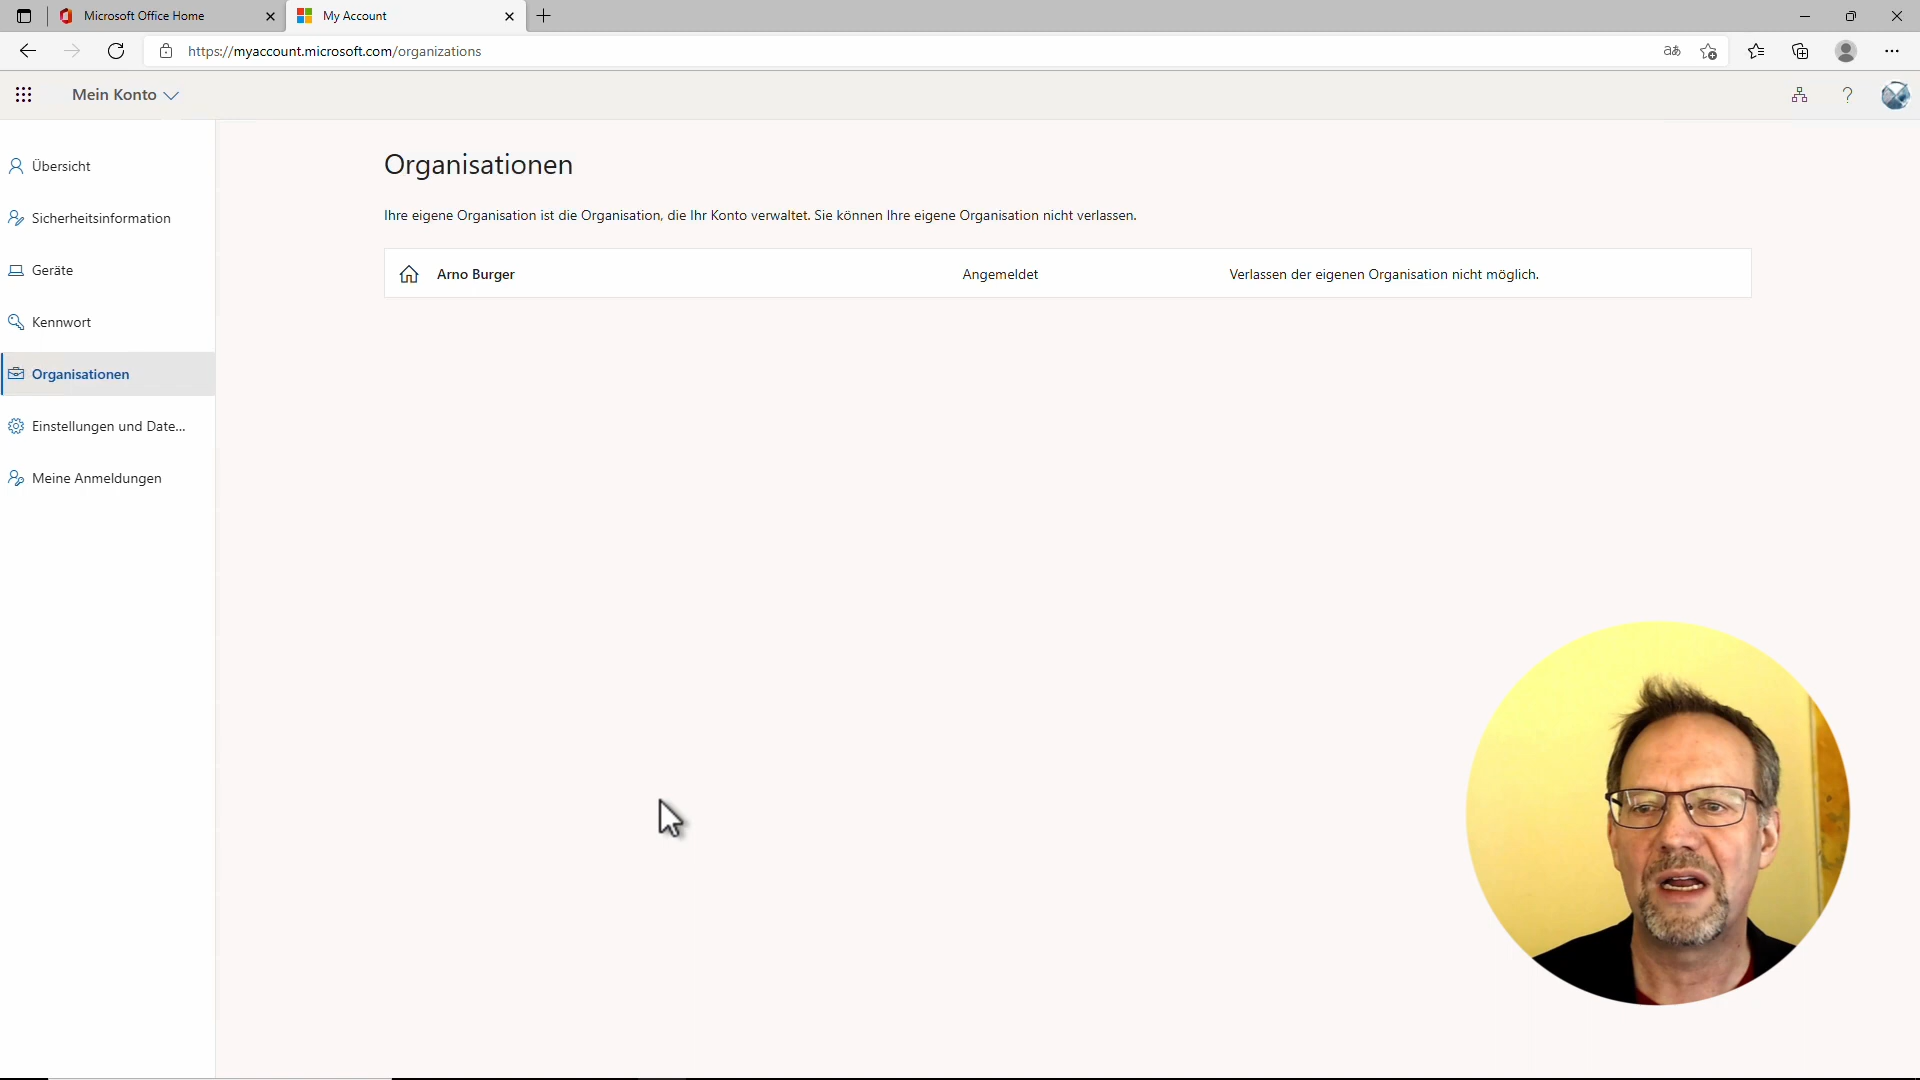 Microsoft Office Home
My Account
https://myaccount.microsoft.com/organizations
aあ
Mein Konto
?
Übersicht
Sicherheitsinformation
Geräte
Kennwort
Organisationen
Einstellungen und Date...
Meine Anmeldungen
Organisationen
Ihre eigene Organisation ist die Organisation, die Ihr Konto verwaltet. Sie können Ihre eigene Organisation nicht verlassen.
Arno Burger
Angemeldet
Verlassen der eigenen Organisation nicht möglich.